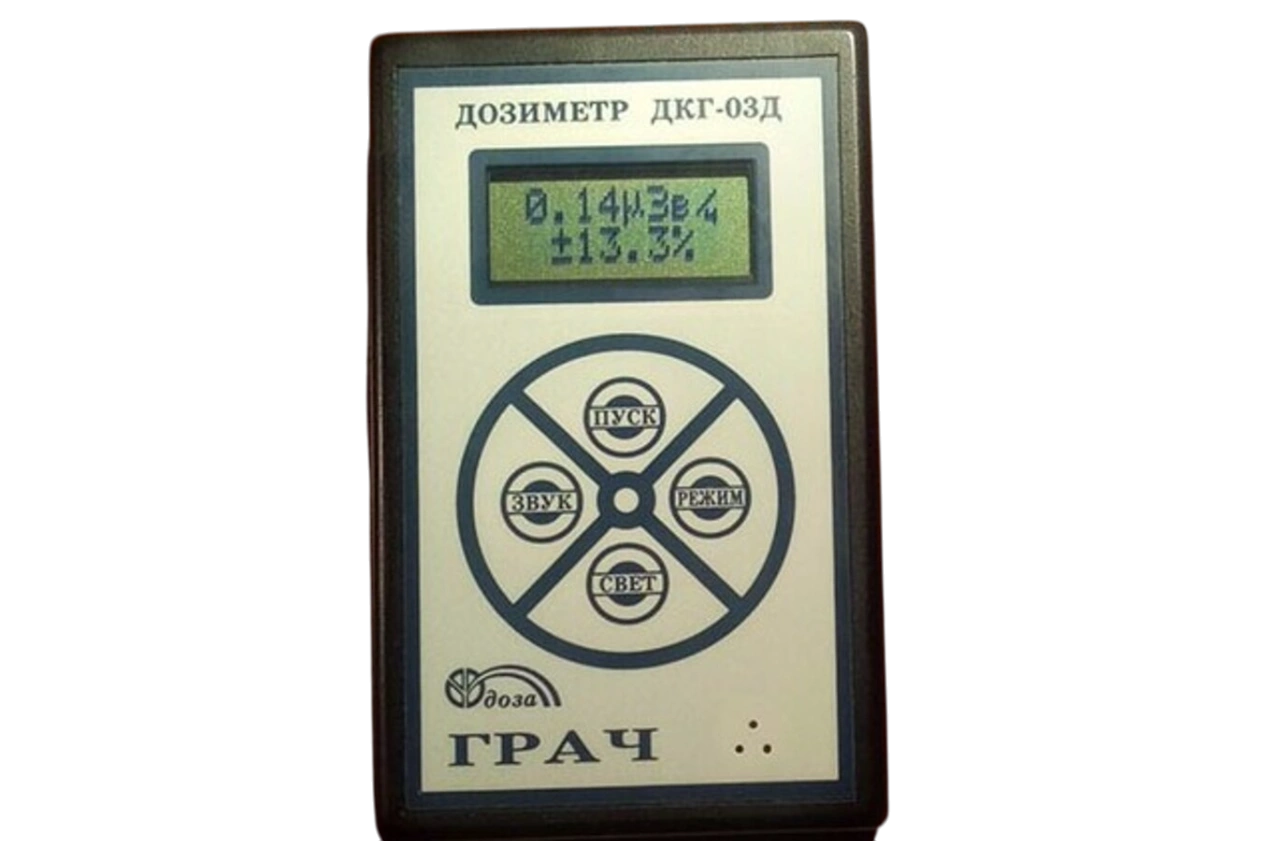 ДОЗИМЕТР ДКГ-03Д
0.14µЗв/ч
±13.3%
ПУСК
ЗВУК
РЕЖИМ
СВЕТ
доза
ГРАЧ